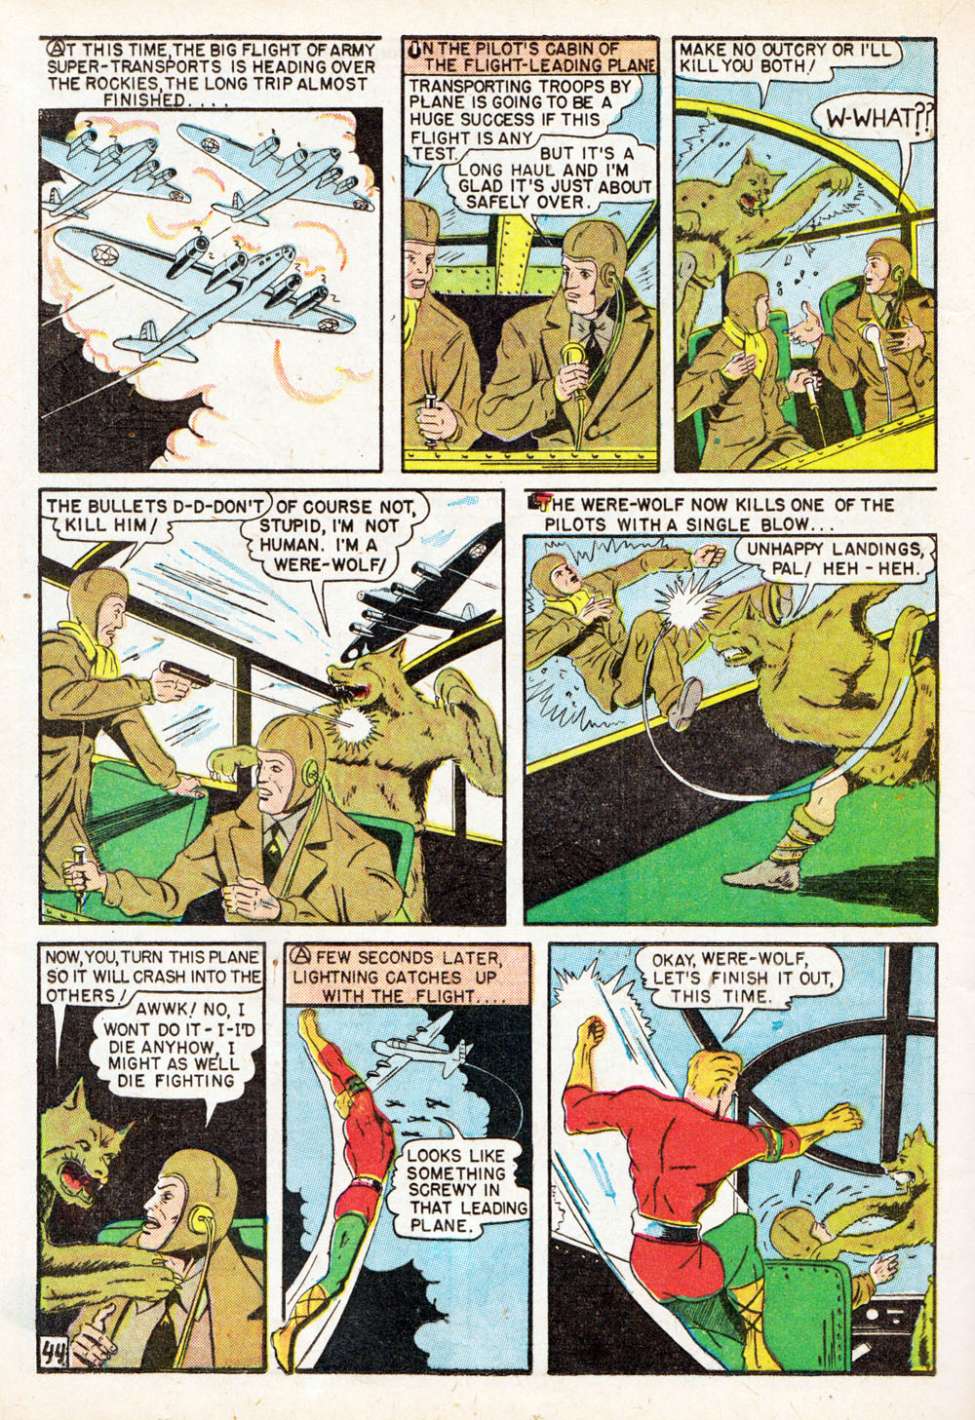 AT THIS TIME, THE BIG FLIGHT OF ARMY
SUPER-TRANSPORTS IS HEADING OVER
THE ROCKIES, THE LONG TRIP ALMOST
FINISHED....
IN THE PILOT'S CABIN OF
THE FLIGHT-LEADING PLANE
TRANSPORTING TROOPS BY
PLANE IS GOING TO BE A
HUGE SUCCESS IF THIS
FLIGHT IS ANY
TEST.
BUT IT'S A
LONG HAUL AND I'M
GLAD IT'S JUST ABOUT
SAFELY OVER.
MAKE NO OUTCRY OR I'LL
KILL YOU BOTH!
W-WHAT??
THE BULLETS D-D-DON'T
KILL HIM!
OF COURSE NOT,
STUPID, I'M NOT
HUMAN. I'M A
WERE-WOLF!
THE WERE-WOLF NOW KILLS ONE OF THE
PILOTS WITH A SINGLE BLOW...
UNHAPPY LANDINGS,
PAL! HEH-HEH.
NOW, YOU, TURN THIS PLANE
SO IT WILL CRASH INTO THE
OTHERS!
AWWK! NO, I
WONT DO IT-I-I'D
DIE ANYHOW, I
MIGHT AS WELL
DIE FIGHTING
44
A FEW SECONDS LATER,
LIGHTNING CATCHES UP
WITH THE FLIGHT....
LOOKS LIKE
SOMETHING
SCREWY IN
THAT LEADING
PLANE.
OKAY, WERE-WOLF,
LET'S FINISH IT OUT,
THIS TIME.